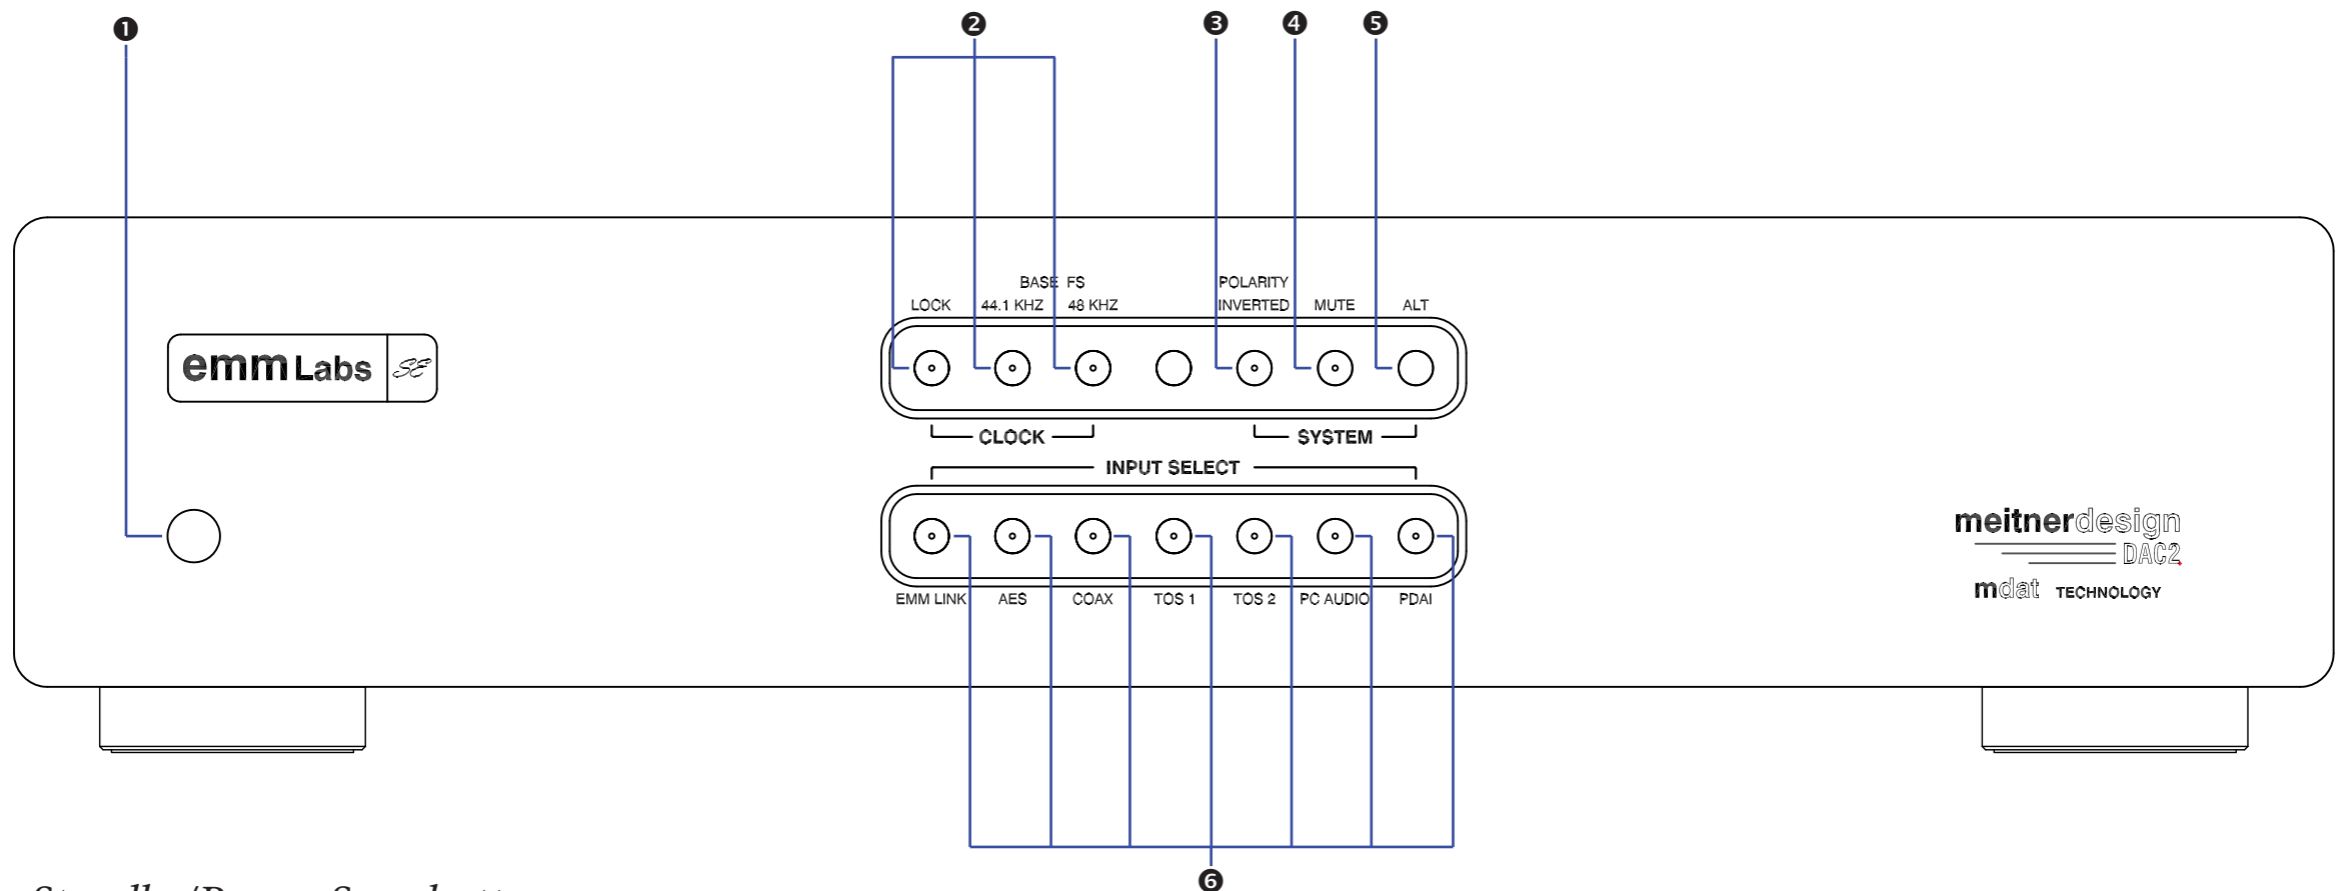 ❶ ❷ ❸ ❹ ❺
BASE FS POLARITY
LOCK 44.1 KHZ 48 KHZ INVERTED MUTE ALT
emm Labs SE
CLOCK SYSTEM
INPUT SELECT
meitnerdesign
DAC2
EMM LINK AES COAX TOS 1 TOS 2 PC AUDIO PDAI
mdat TECHNOLOGY
❻